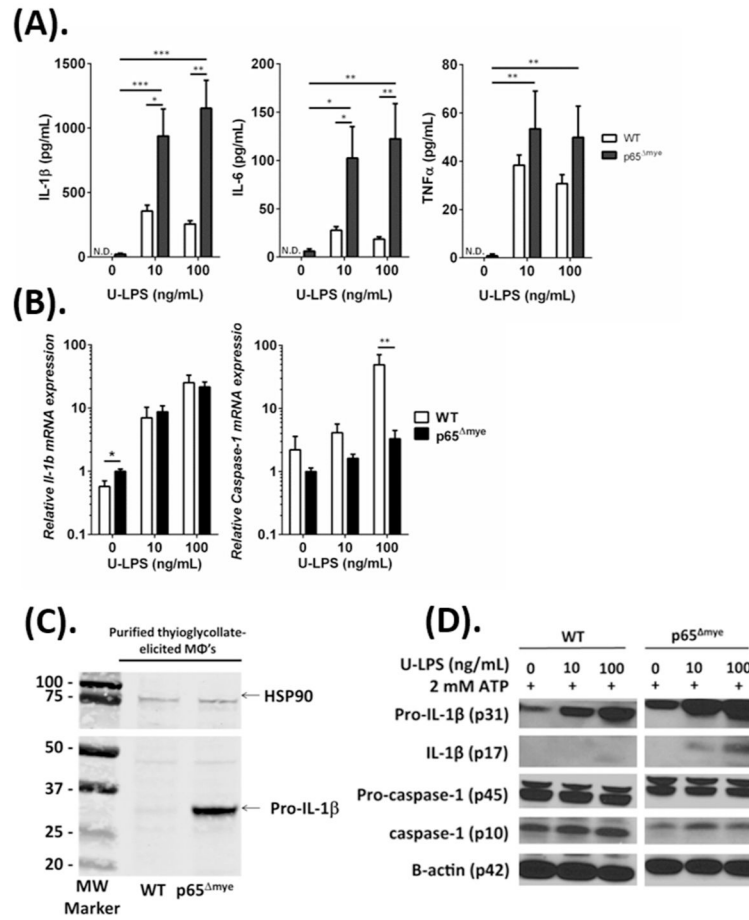 (A).
*** ** **
*** ** * ** **
* *
1500
1000
500
0
IL-1β
(pg/mL)
N.D.
0 10 100
U-LPS (ng/mL)
200
150
100
50
0
IL-6
(pg/mL)
N.D.
0 10 100
U-LPS (ng/mL)
80
60
40
20
0
TNFα
(pg/mL)
N.D.
0 10 100
U-LPS (ng/mL)
WT
p65Δmye
(B).
Relative Il-1b mRNA expression
100
10
1
0.1
*
0 10 100
U-LPS (ng/mL)
Relative Caspase-1 mRNA expressio
100
10
1
0.1
**
0 10 100
U-LPS (ng/mL)
WT
p65Δmye
(C).
Purified thyioglycollate-
elicited MΦ's
100 -
75 -
HSP90
50 -
37 -
Pro-IL-1β
25 -
20 -
MW
Marker
WT p65Δmye
(D).
WT p65Δmye
U-LPS (ng/mL) 0 10 100 0 10 100
2 mM ATP + + + + + +
Pro-IL-1β (p31)
IL-1β (p17)
Pro-caspase-1 (p45)
caspase-1 (p10)
B-actin (p42)